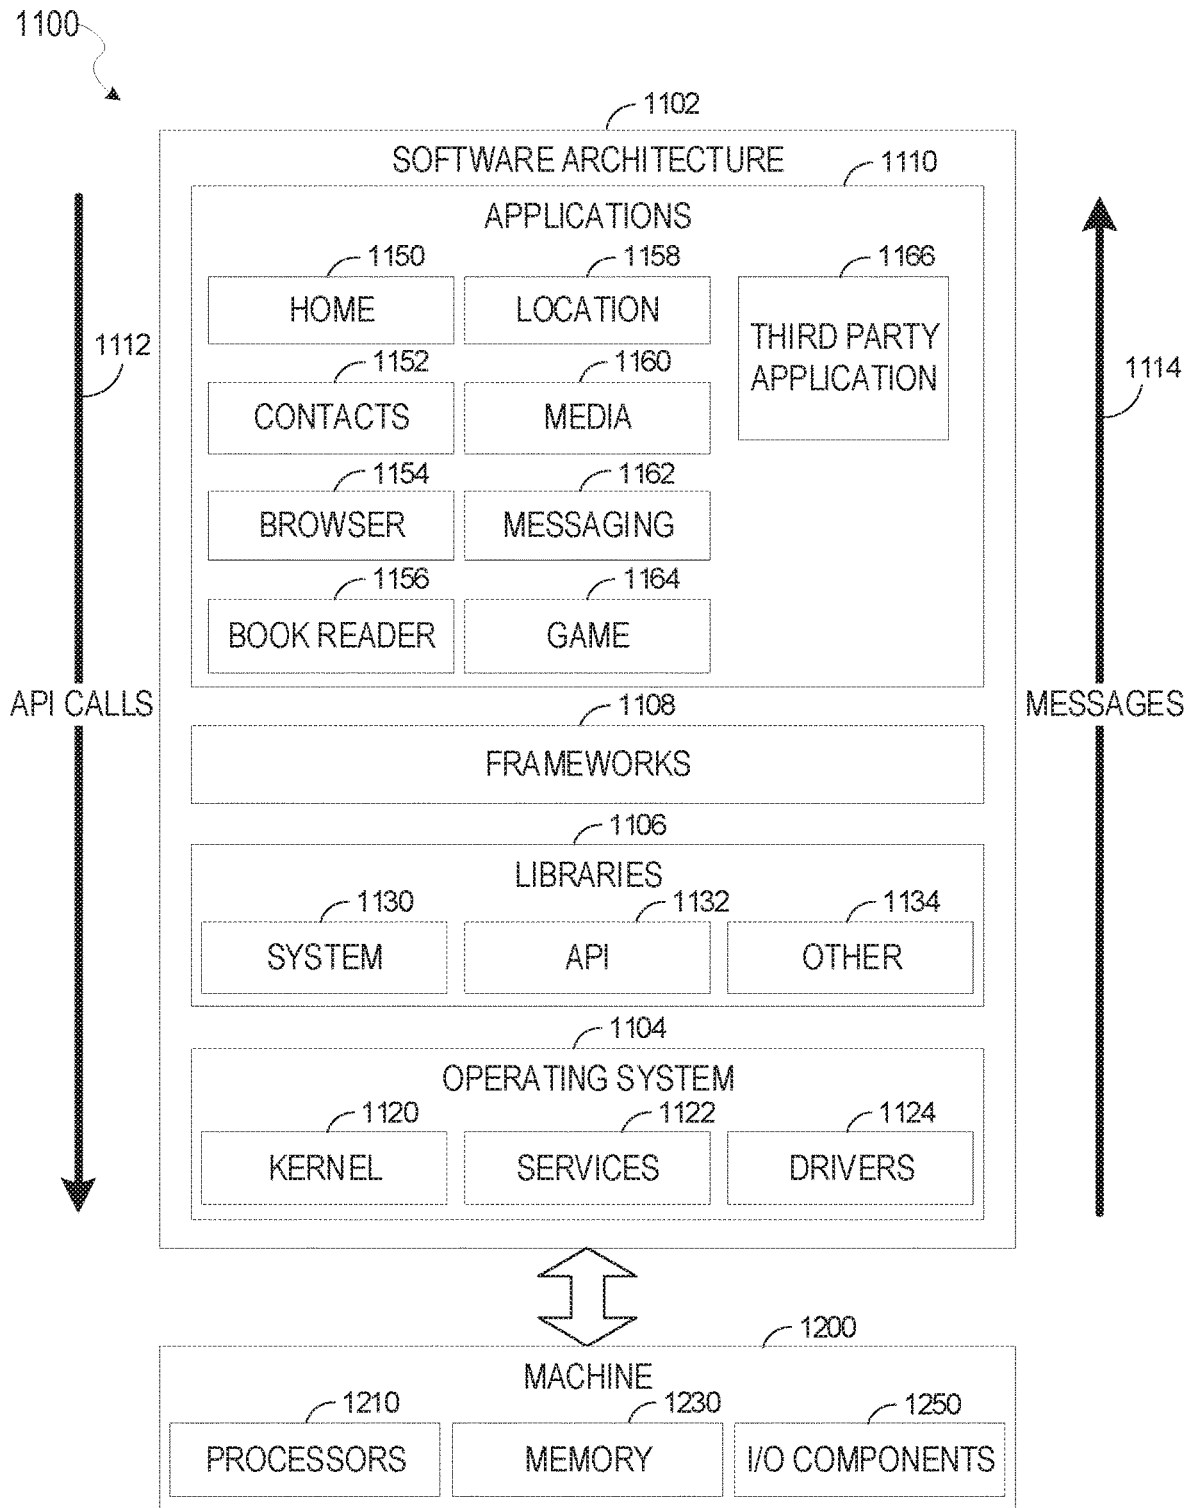 1100
1102
SOFTWARE ARCHITECTURE
1110
APPLICATIONS
1150
HOME
1158
LOCATION
1166
THIRD PARTY
APPLICATION
1152
CONTACTS
1160
MEDIA
1154
BROWSER
1162
MESSAGING
1156
BOOK READER
1164
GAME
1112
API CALLS
1114
MESSAGES
1108
FRAMEWORKS
1106
LIBRARIES
1130
SYSTEM
1132
API
1134
OTHER
1104
OPERATING SYSTEM
1120
KERNEL
1122
SERVICES
1124
DRIVERS
1200
MACHINE
1210
PROCESSORS
1230
MEMORY
1250
I/O COMPONENTS